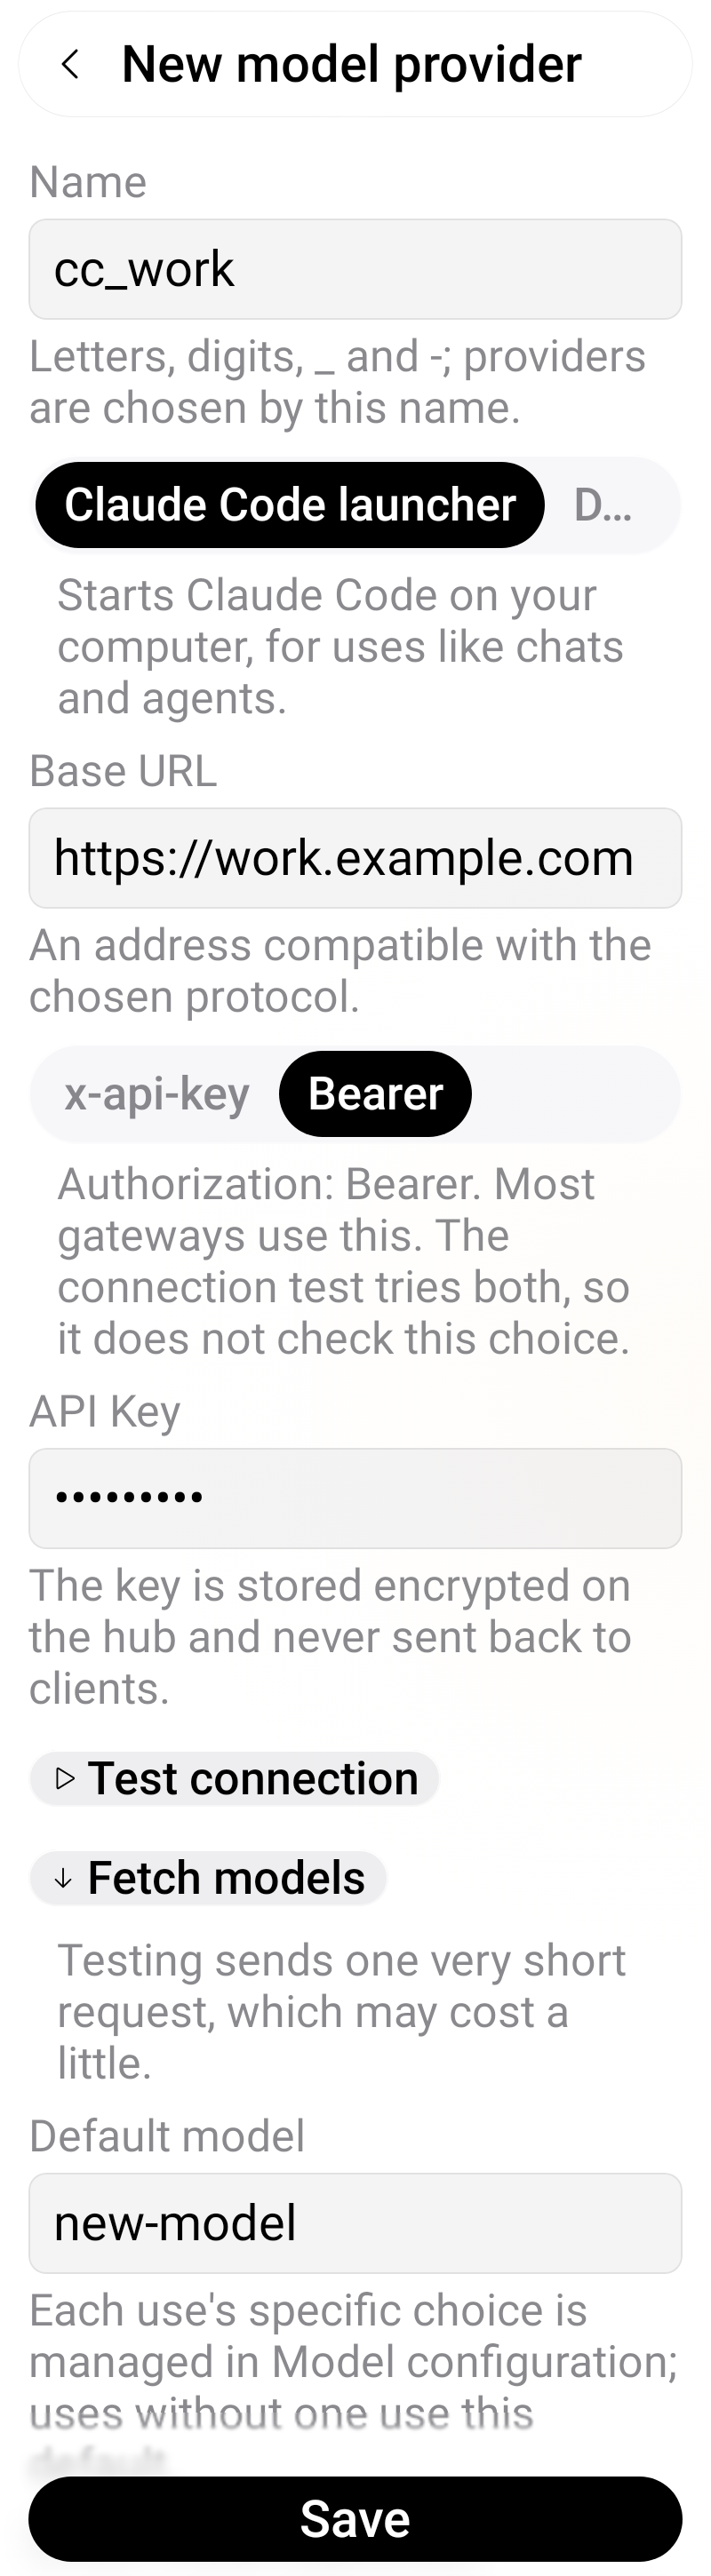 New model provider
Name
cc_work
Letters, digits, _ and -; providers
are chosen by this name.
Claude Code launcher D...
Starts Claude Code on your
computer, for uses like chats
and agents.
Base URL
https://work.example.com
An address compatible with the
chosen protocol.
x-api-key Bearer
Authorization: Bearer. Most
gateways use this. The
connection test tries both, so
it does not check this choice.
API Key
•••••••••
The key is stored encrypted on
the hub and never sent back to
clients.
Test connection
Fetch models
Testing sends one very short
request, which may cost a
little.
Default model
new-model
Each use's specific choice is
managed in Model configuration;
uses without one use this
default
Save